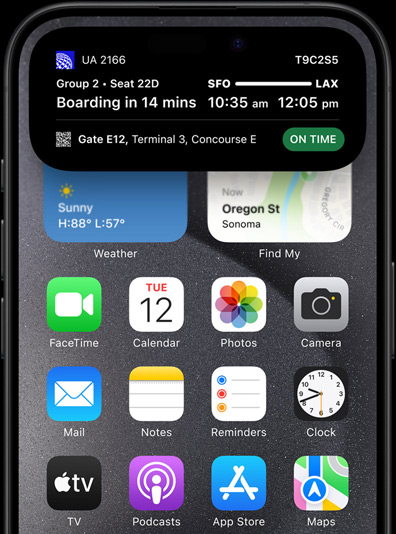 UA 2166 T9C2S5
Group 2 • Seat 22D SFO LAX
Boarding in 14 mins 10:35 am 12:05 pm
Gate E12, Terminal 3, Concourse E ON TIME
Sunny
H:88° L:57°
Weather
Now
Oregon St
Sonoma
GREGORY CIR
Find My
FaceTime
TUE
12
Calendar
Photos
Camera
Mail
Notes
Reminders
Clock
tv
TV
Podcasts
App Store
Maps